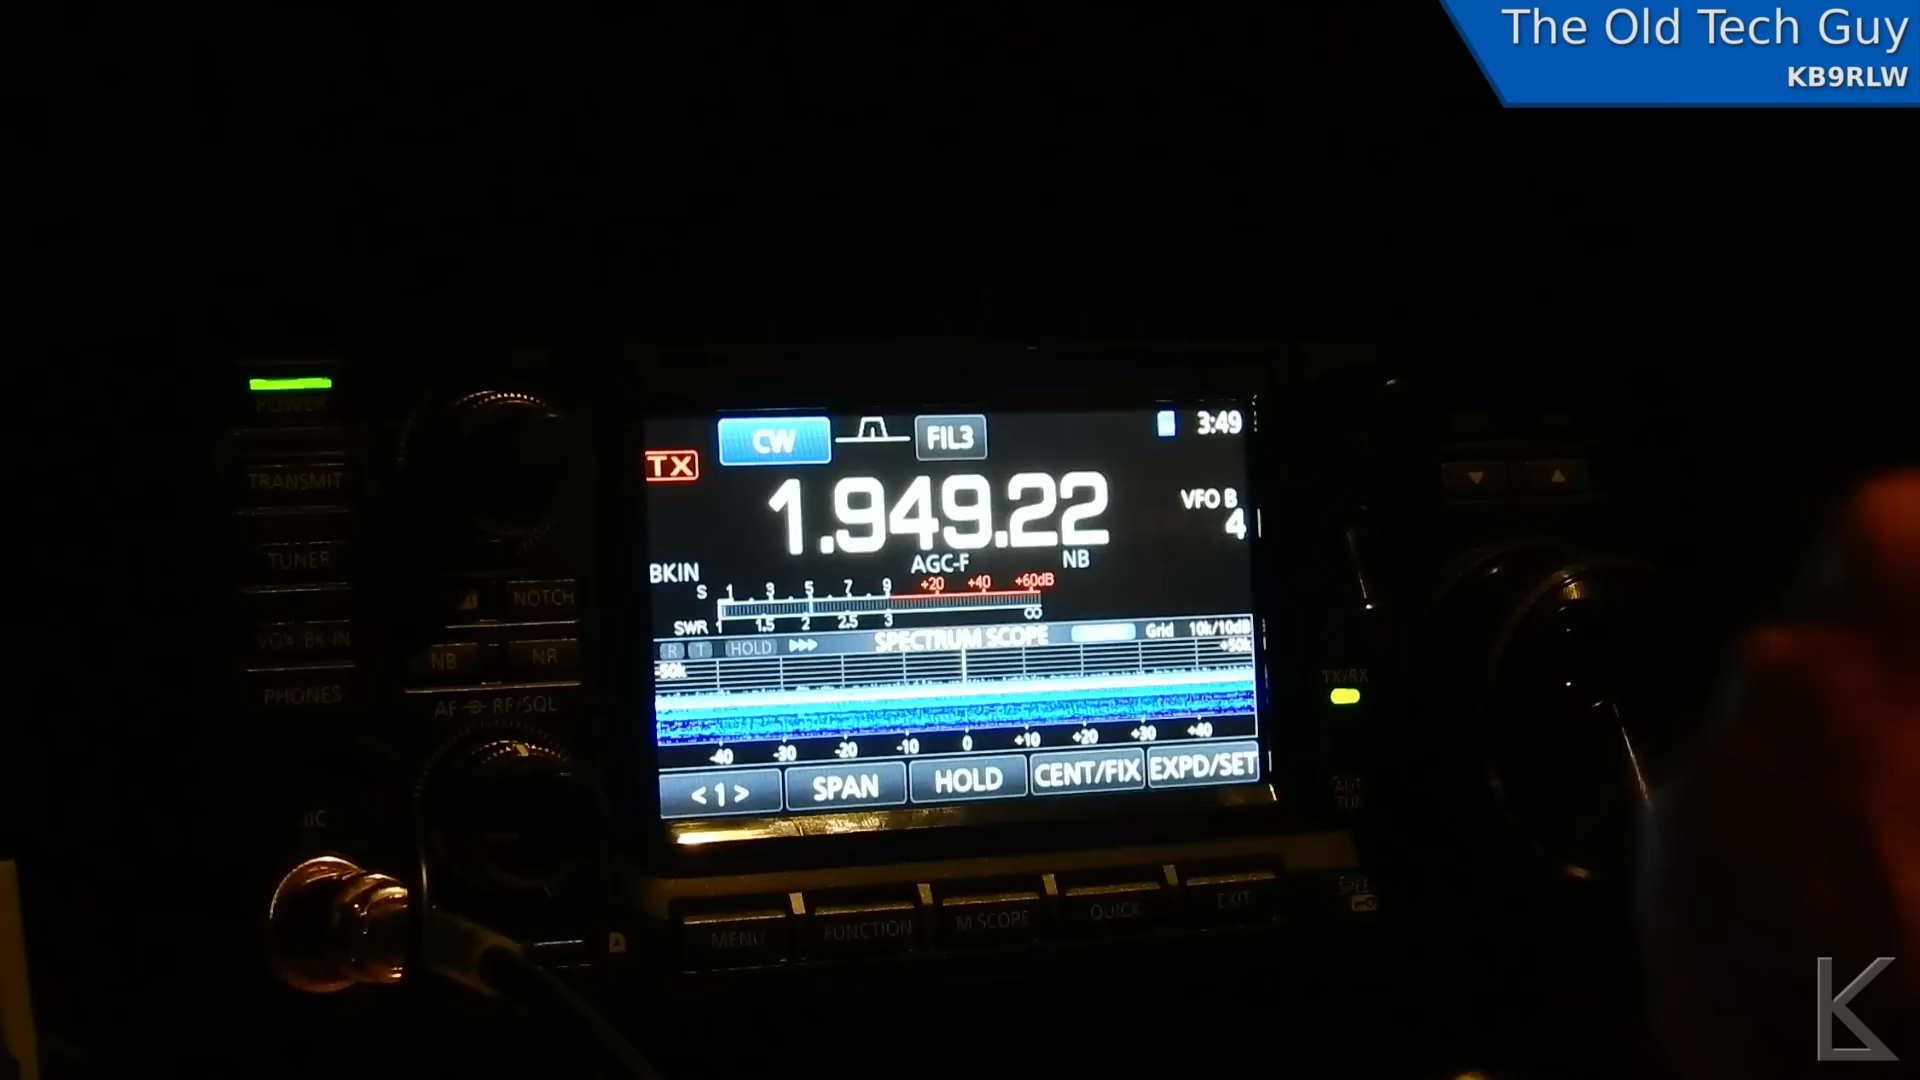 The Old Tech Guy
KB9RLW
POWER
TRANSMIT
TUNER
VOX/BK-IN
NOTCH
NB
NR
PHONES
AF RF/SQL
CW
FIL3
3:49
TX
1.949.22
VFO B
4
BKIN
AGC-F
NB
S 1 3 5 7 9 +20 +40 +60dB
SWR 1 1.5 2 2.5 3 ∞
R T HOLD SPECTRUM SCOPE Grid 10k/10dB
-50k +50k
-40 -30 -20 -10 0 +10 +20 +30 +40
<1> SPAN HOLD CENT/FIX EXPD/SET
TX/RX
MENU FUNCTION M.SCOPE QUICK EXIT